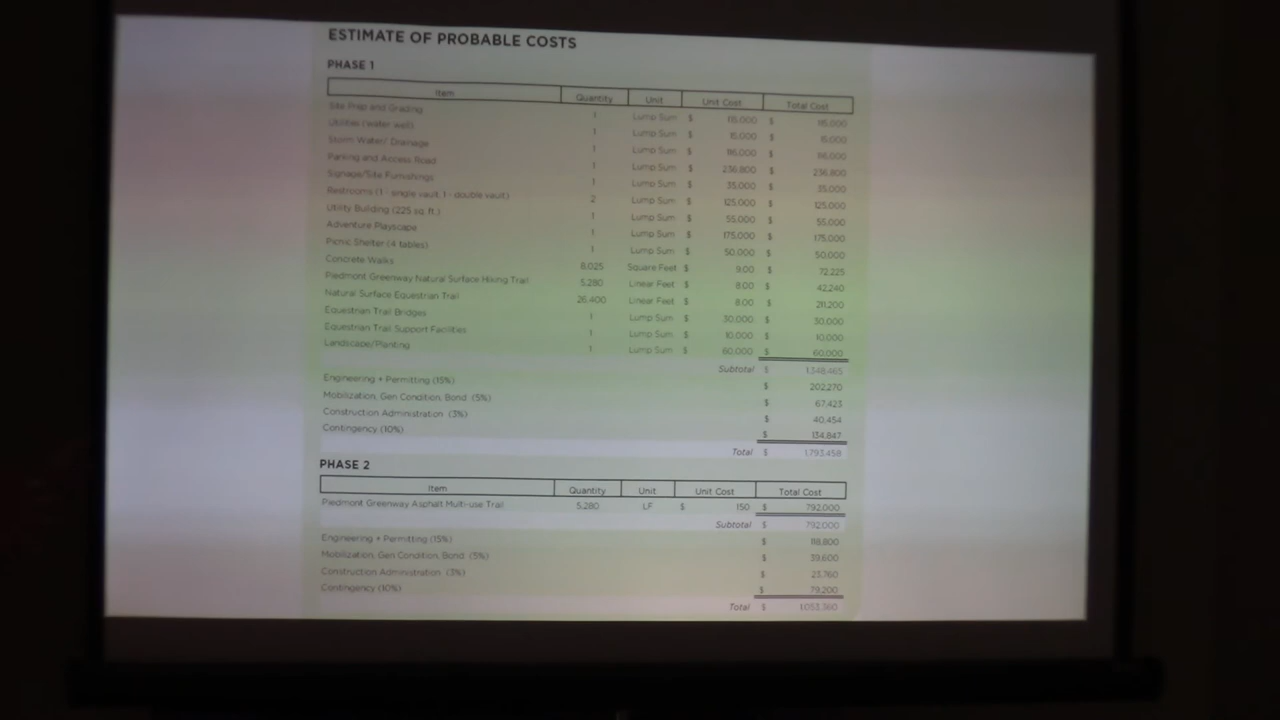 ESTIMATE OF PROBABLE COSTS
PHASE 1
Item Quantity Unit Unit Cost Total Cost
Site Prep and Grading 1 Lump Sum $ 115,000 $ 115,000
Utilities (water well) 1 Lump Sum $ 15,000 $ 15,000
Storm Water/ Drainage 1 Lump Sum $ 116,000 $ 116,000
Parking and Access Road 1 Lump Sum $ 236,800 $ 236,800
Signage/Site Furnishings 1 Lump Sum $ 35,000 $ 35,000
Restrooms (1 - single vault, 1 - double vault) 2 Lump Sum $ 125,000 $ 125,000
Utility Building (225 sq. ft.) 1 Lump Sum $ 55,000 $ 55,000
Adventure Playscape 1 Lump Sum $ 175,000 $ 175,000
Picnic Shelter (4 tables) 1 Lump Sum $ 50,000 $ 50,000
Concrete Walks 8,025 Square Feet $ 9.00 $ 72,225
Piedmont Greenway Natural Surface Hiking Trail 5,280 Linear Feet $ 8.00 $ 42,240
Natural Surface Equestrian Trail 26,400 Linear Feet $ 8.00 $ 211,200
Equestrian Trail Bridges 1 Lump Sum $ 30,000 $ 30,000
Equestrian Trail Support Facilities 1 Lump Sum $ 10,000 $ 10,000
Landscape/Planting 1 Lump Sum $ 60,000 $ 60,000
Subtotal $ 1,348,465
Engineering + Permitting (15%) $ 202,270
Mobilization, Gen Condition, Bond (5%) $ 67,423
Construction Administration (3%) $ 40,454
Contingency (10%) $ 134,847
Total $ 1,793,458
PHASE 2
Item Quantity Unit Unit Cost Total Cost
Piedmont Greenway Asphalt Multi-use Trail 5,280 LF $ 150 $ 792,000
Subtotal $ 792,000
Engineering + Permitting (15%) $ 118,800
Mobilization, Gen Condition, Bond (5%) $ 39,600
Construction Administration (3%) $ 23,760
Contingency (10%) $ 79,200
Total $ 1,053,360